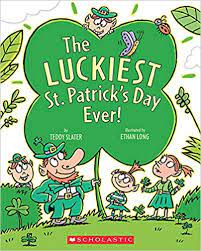 The
LUCKIEST
St. Patrick's Day
Ever!
by
TEDDY SLATER
illustrated by
ETHAN LONG
SCHOLASTIC